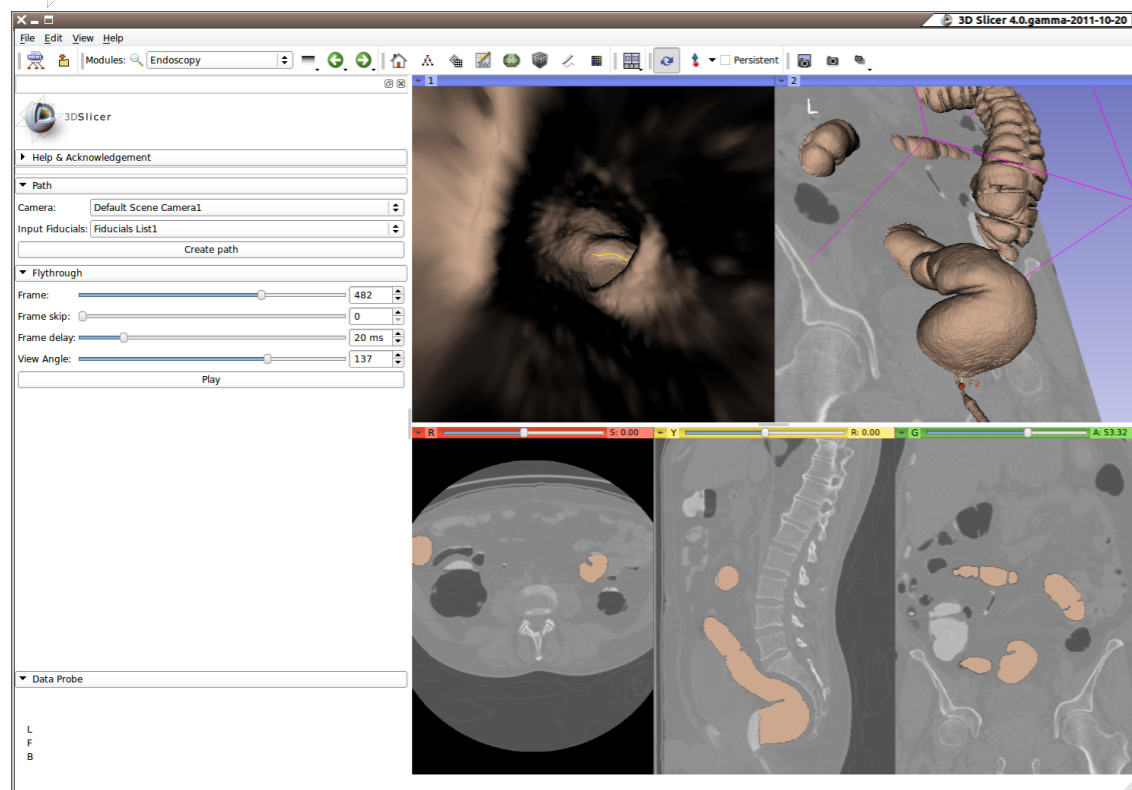 3D Slicer 4.0.gamma-2011-10-20
File Edit View Help
Modules: Endoscopy Persistent
3DSlicer
Help & Acknowledgement
Path
Camera: Default Scene Camera1
Input Fiducials: Fiducials List1
Create path
Flythrough
Frame: 482
Frame skip: 0
Frame delay: 20 ms
View Angle: 137
Play
Data Probe
L
F
B
1
2
L
F2
R S: 0.00
Y R: 0.00
G A: 53.32